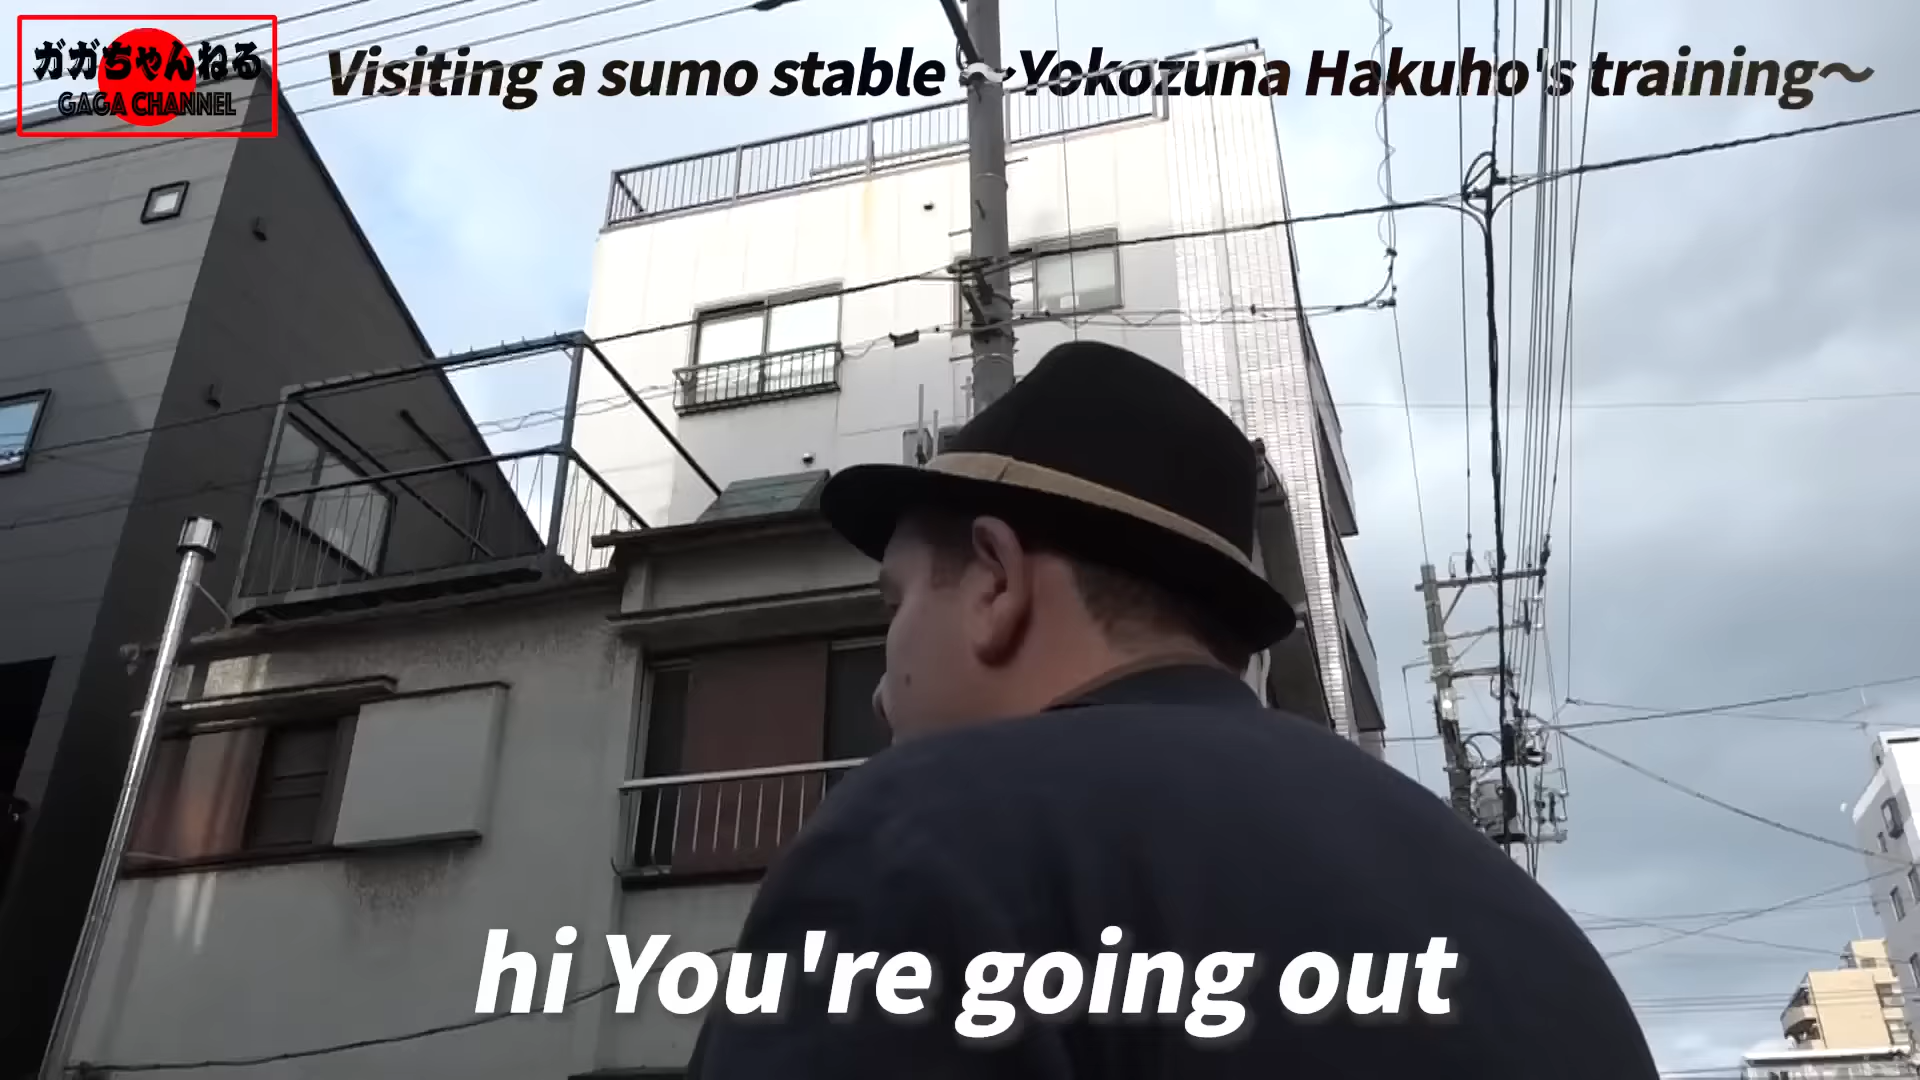 ガガちゃんねる
GAGA CHANNEL
Visiting a sumo stable ～Yokozuna Hakuho's training～
hi You're going out